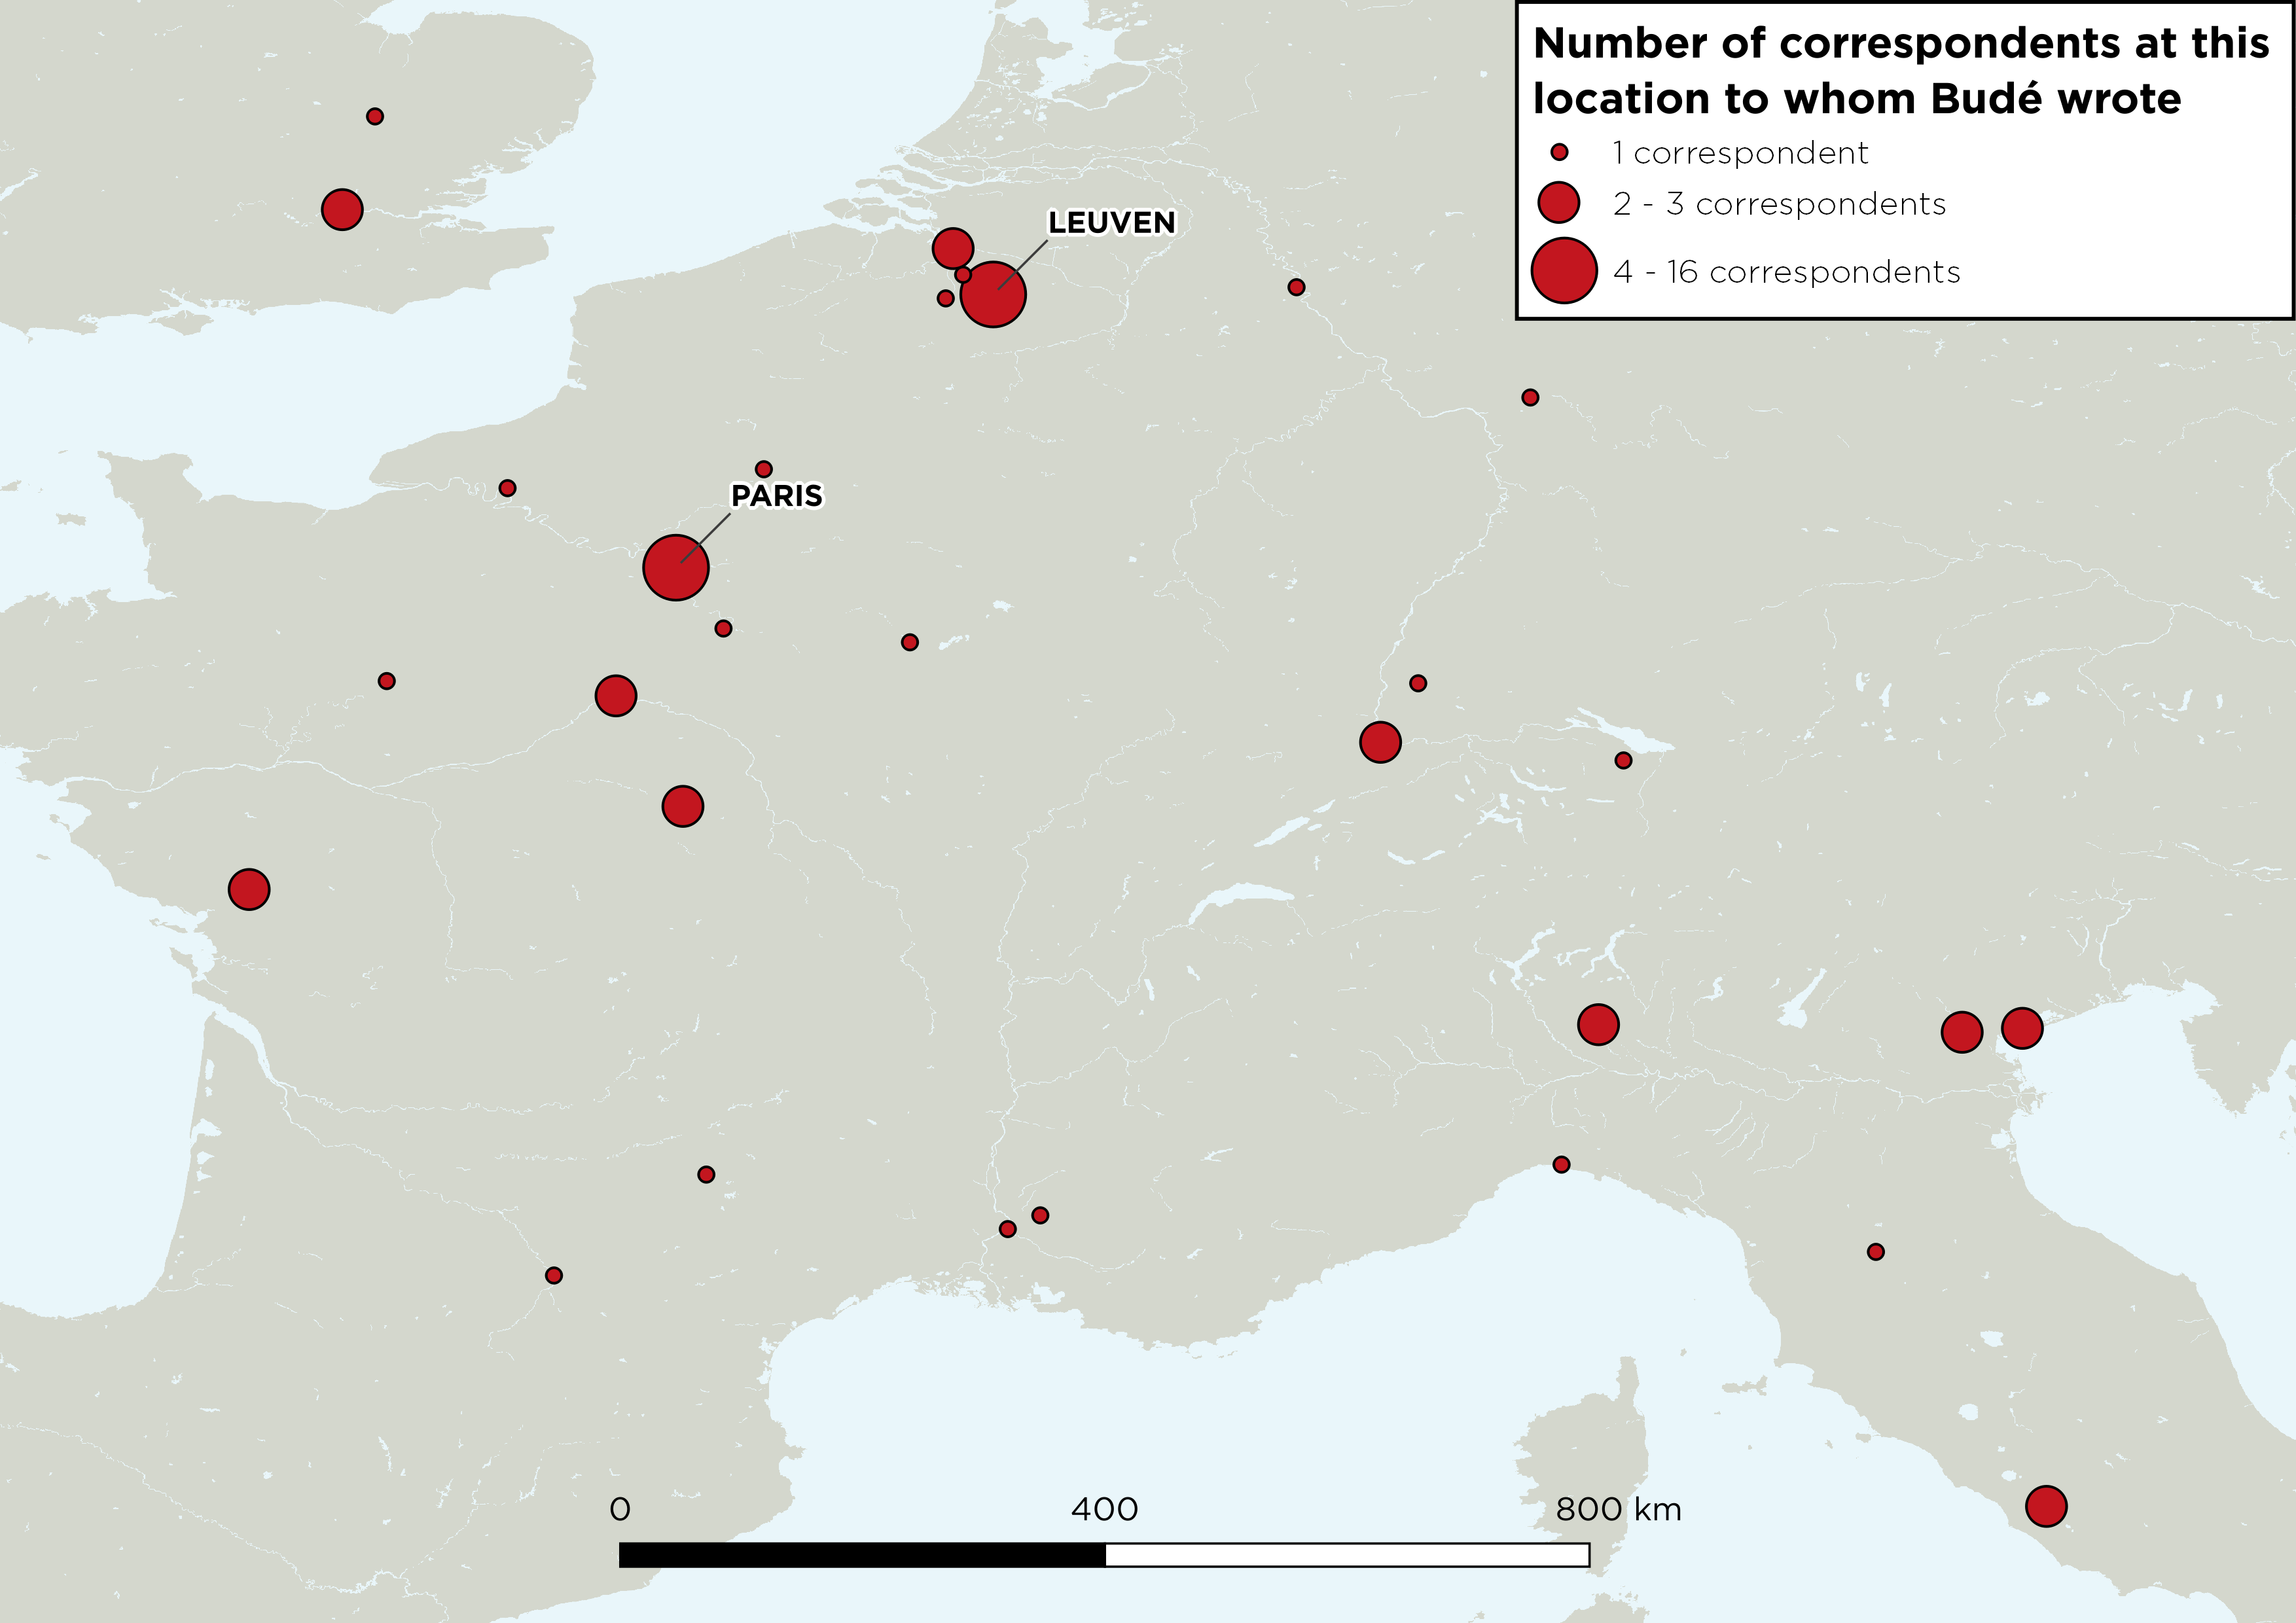 Number of correspondents at this
location to whom Budé wrote
1 correspondent
2 - 3 correspondents
4 - 16 correspondents
LEUVEN
PARIS
0 400 800 km